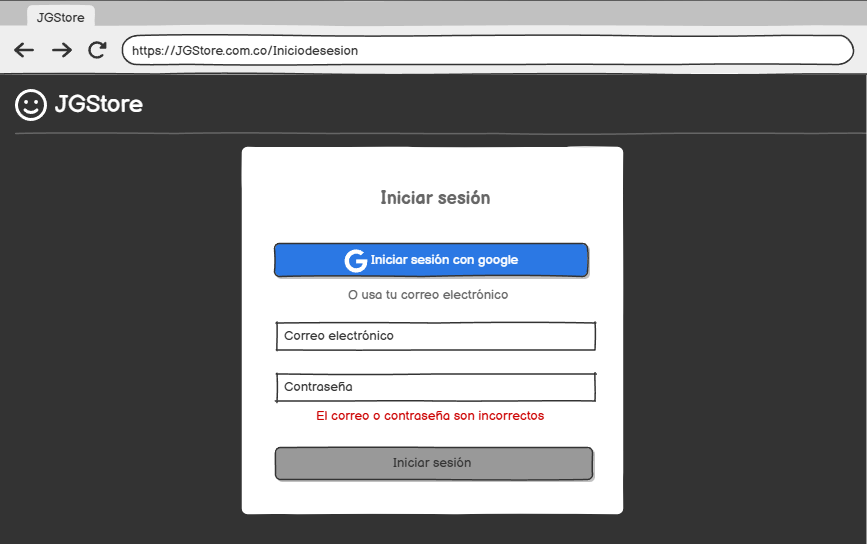 JGStore
https://JGStore.com.co/Iniciodesesion
JGStore
Iniciar sesión
Iniciar sesión con google
O usa tu correo electrónico
Correo electrónico
Contraseña
El correo o contraseña son incorrectos
Iniciar sesión